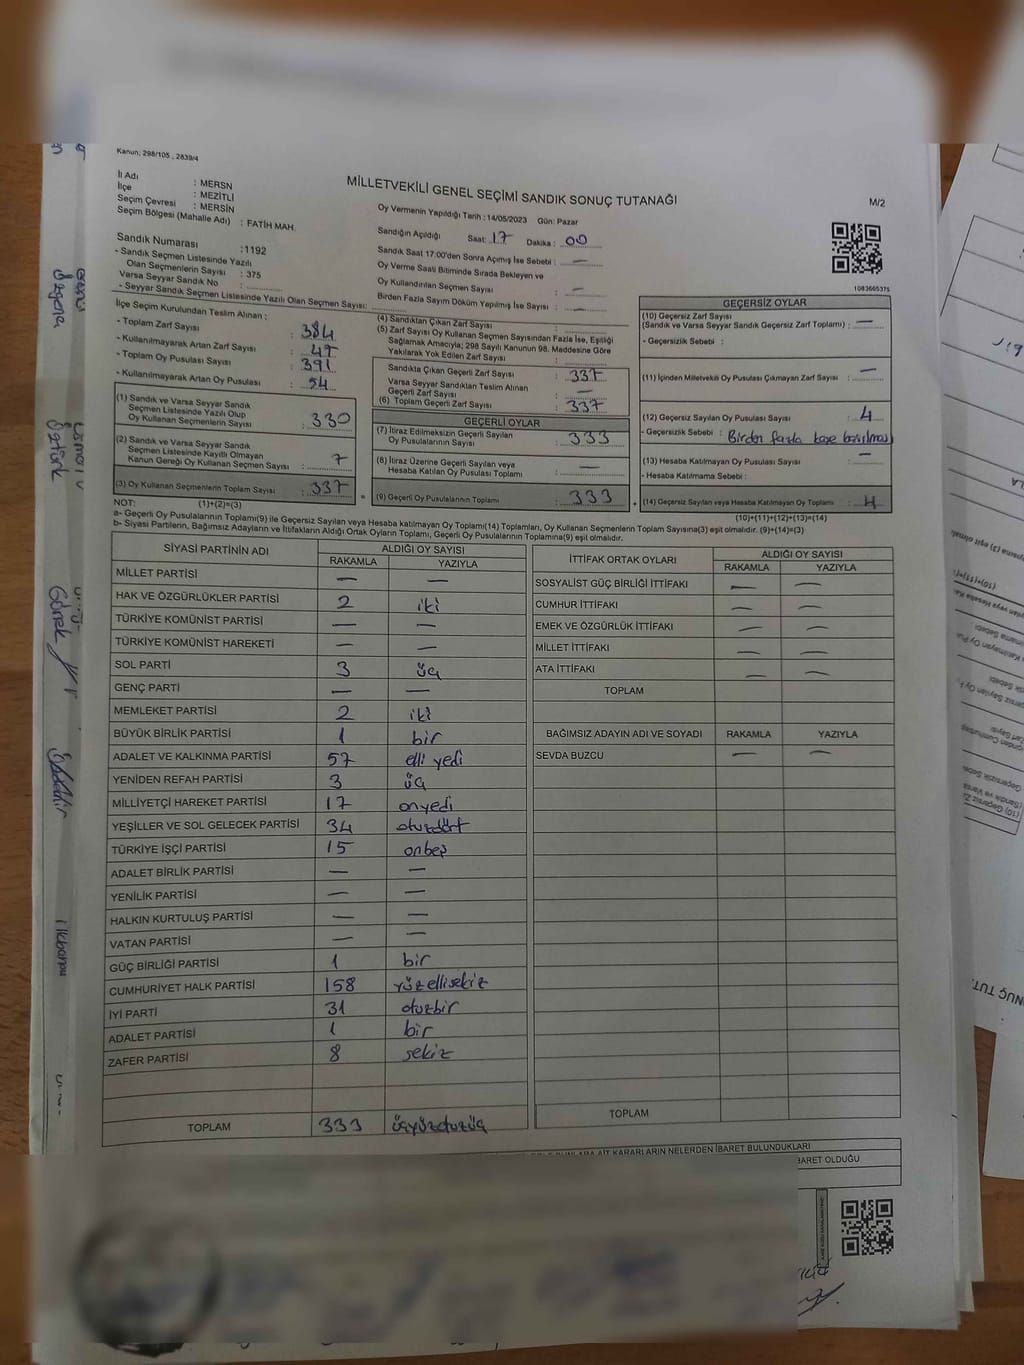 Kanun; 298/105 , 2839/4
MİLLETVEKİLİ GENEL SEÇİMİ SANDIK SONUÇ TUTANAĞI
M/2
İl Adı : MERSN
İlçe : MEZİTLİ
Seçim Çevresi : MERSİN
Seçim Bölgesi (Mahalle Adı) : FATİH MAH.
Sandık Numarası :1192
- Sandık Seçmen Listesinde Yazılı
Olan Seçmenlerin Sayısı : 375
Varsa Seyyar Sandık No :
- Seyyar Sandık Seçmen Listesinde Yazılı Olan Seçmen Sayısı:
Oy Vermenin Yapıldığı Tarih : 14/05/2023 Gün: Pazar
Sandığın Açıldığı Saat: 17 Dakika : 00
Sandık Saat 17:00'den Sonra Açılmış İse Sebebi : —
Oy Verme Saati Bitiminde Sırada Bekleyen ve
Oy Kullandırılan Seçmen Sayısı : —
Birden Fazla Sayım Döküm Yapılmış İse Sayısı : —
1083665375
İlçe Seçim Kurulundan Teslim Alınan :
- Toplam Zarf Sayısı : 384
- Kullanılmayarak Artan Zarf Sayısı : 47
- Toplam Oy Pusulası Sayısı : 391
- Kullanılmayarak Artan Oy Pusulası : 54
(1) Sandık ve Varsa Seyyar Sandık
Seçmen Listesinde Yazılı Olup
Oy Kullanan Seçmenlerin Sayısı : 330
(2) Sandık ve Varsa Seyyar Sandık
Seçmen Listesinde Kayıtlı Olmayan
Kanun Gereği Oy Kullanan Seçmen Sayısı : 7
(3) Oy Kullanan Seçmenlerin Toplam Sayısı : 337
(4) Sandıktan Çıkan Zarf Sayısı :
(5) Zarf Sayısı Oy Kullanan Seçmen Sayısından Fazla İse, Eşitliği
Sağlamak Amacıyla; 298 Sayılı Kanunun 98. Maddesine Göre
Yakılarak Yok Edilen Zarf Sayısı :
Sandıkta Çıkan Geçerli Zarf Sayısı : 337
Varsa Seyyar Sandıktan Teslim Alınan
Geçerli Zarf Sayısı : —
(6) Toplam Geçerli Zarf Sayısı : 337
GEÇERLİ OYLAR
(7) İtiraz Edilmeksizin Geçerli Sayılan
Oy Pusulalarının Sayısı : 333
(8) İtiraz Üzerine Geçerli Sayılan veya
Hesaba Katılan Oy Pusulası Toplamı : —
= (9) Geçerli Oy Pusulalarının Toplamı : 333
GEÇERSİZ OYLAR
(10) Geçersiz Zarf Sayısı
(Sandık ve Varsa Seyyar Sandık Geçersiz Zarf Toplamı) : —
- Geçersizlik Sebebi :
(11) İçinden Milletvekili Oy Pusulası Çıkmayan Zarf Sayısı : —
(12) Geçersiz Sayılan Oy Pusulası Sayısı : 4
- Geçersizlik Sebebi : Birden fazla kaşe basılması
(13) Hesaba Katılmayan Oy Pusulası Sayısı : —
- Hesaba Katılmama Sebebi :
+ (14) Geçersiz Sayılan veya Hesaba Katılmayan Oy Toplamı : 4
NOT: (1)+(2)=(3)
(10)+(11)+(12)+(13)=(14)
a- Geçerli Oy Pusulalarının Toplamı(9) ile Geçersiz Sayılan veya Hesaba katılmayan Oy Toplamı(14) Toplamları, Oy Kullanan Seçmenlerin Toplam Sayısına(3) eşit olmalıdır. (9)+(14)=(3)
b- Siyasi Partilerin, Bağımsız Adayların ve İttifakların Aldığı Ortak Oyların Toplamı, Geçerli Oy Pusulalarının Toplamına(9) eşit olmalıdır.
SİYASİ PARTİNİN ADI ALDIĞI OY SAYISI
RAKAMLA YAZIYLA
MİLLET PARTİSİ — —
HAK VE ÖZGÜRLÜKLER PARTİSİ 2 iki
TÜRKİYE KOMÜNİST PARTİSİ — —
TÜRKİYE KOMÜNİST HAREKETİ — —
SOL PARTİ 3 üç
GENÇ PARTİ — —
MEMLEKET PARTİSİ 2 iki
BÜYÜK BİRLİK PARTİSİ 1 bir
ADALET VE KALKINMA PARTİSİ 57 elli yedi
YENİDEN REFAH PARTİSİ 3 üç
MİLLİYETÇİ HAREKET PARTİSİ 17 onyedi
YEŞİLLER VE SOL GELECEK PARTİSİ 34 otuzdört
TÜRKİYE İŞÇİ PARTİSİ 15 onbeş
ADALET BİRLİK PARTİSİ — —
YENİLİK PARTİSİ — —
HALKIN KURTULUŞ PARTİSİ — —
VATAN PARTİSİ — —
GÜÇ BİRLİĞİ PARTİSİ 1 bir
CUMHURİYET HALK PARTİSİ 158 yüzellisekiz
İYİ PARTİ 31 otuzbir
ADALET PARTİSİ 1 bir
ZAFER PARTİSİ 8 sekiz
TOPLAM 333 üçyüzotuzüç
İTTİFAK ORTAK OYLARI ALDIĞI OY SAYISI
RAKAMLA YAZIYLA
SOSYALİST GÜÇ BİRLİĞİ İTTİFAKI — —
CUMHUR İTTİFAKI — —
EMEK VE ÖZGÜRLÜK İTTİFAKI — —
MİLLET İTTİFAKI — —
ATA İTTİFAKI — —
TOPLAM
BAĞIMSIZ ADAYIN ADI VE SOYADI RAKAMLA YAZIYLA
SEVDA BUZCU — —
TOPLAM
AİT KARARLARIN NELERDEN İBARET BULUNDUKLARI
BARET OLDUĞU